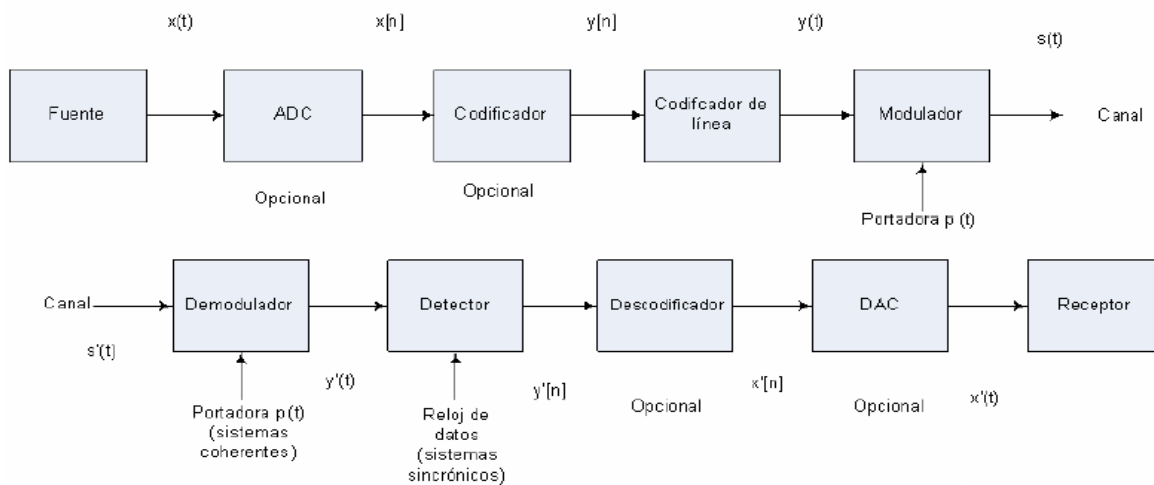 x(t) x[n] y[n] y(t) s(t)
Fuente
ADC
Codificador
Codifcador de
línea
Modulador
Canal
Opcional
Opcional
Portadora p (t)
Canal
Demodulador
Detector
Descodificador
DAC
Receptor
s'(t)
y'(t)
y'[n]
Opcional
x'[n]
Opcional
x'(t)
Portadora p(t)
(sistemas
coherentes)
Reloj de
datos
(sistemas
sincrónicos)